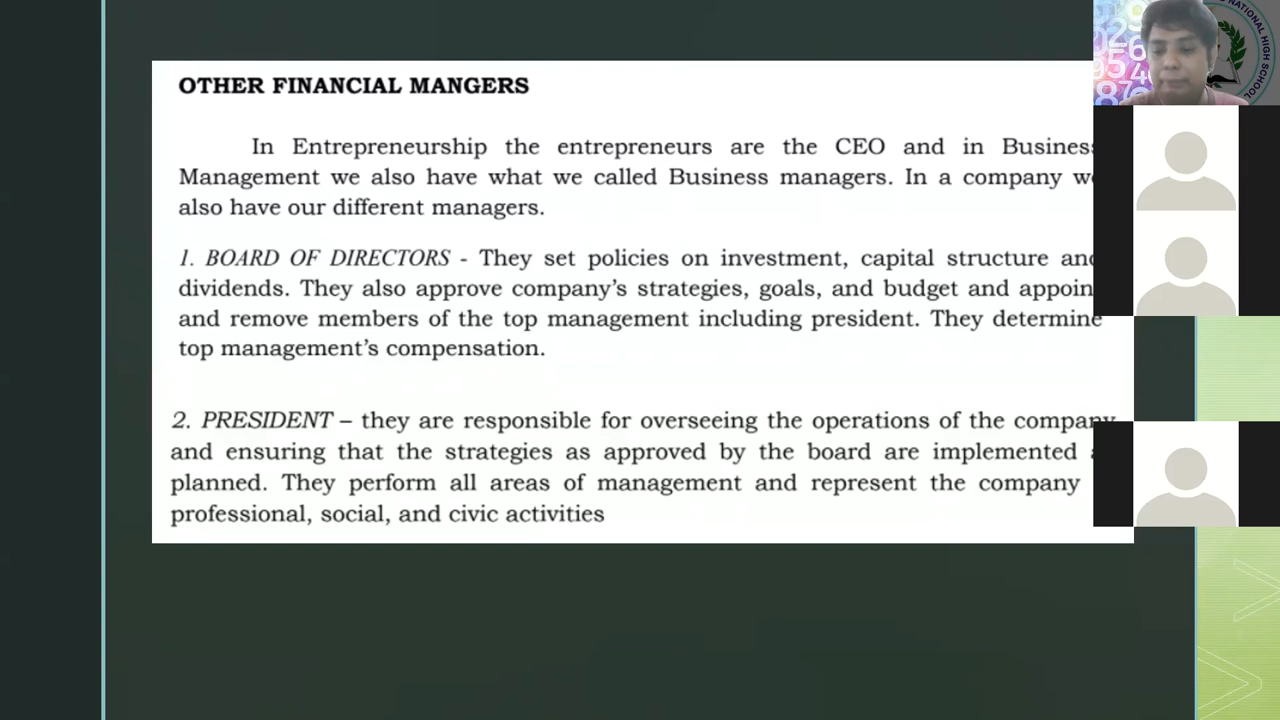 OTHER FINANCIAL MANGERS
In Entrepreneurship the entrepreneurs are the CEO and in Business
Management we also have what we called Business managers. In a company we
also have our different managers.
1. BOARD OF DIRECTORS - They set policies on investment, capital structure and
dividends. They also approve company's strategies, goals, and budget and appoin
and remove members of the top management including president. They determine
top management's compensation.
2. PRESIDENT – they are responsible for overseeing the operations of the company
and ensuring that the strategies as approved by the board are implemented
planned. They perform all areas of management and represent the company
professional, social, and civic activities
NATIONAL HIGH SCHOOL